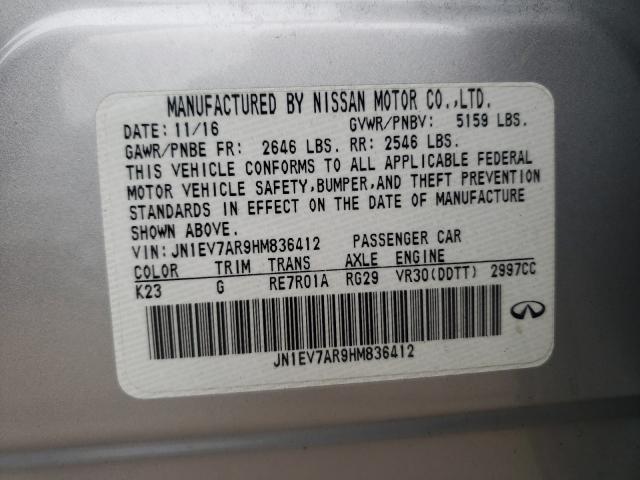 MANUFACTURED BY NISSAN MOTOR CO.,LTD.
DATE: 11/16 GVWR/PNBV: 5159 LBS.
GAWR/PNBE FR: 2646 LBS. RR: 2546 LBS.
THIS VEHICLE CONFORMS TO ALL APPLICABLE FEDERAL
MOTOR VEHICLE SAFETY,BUMPER,AND THEFT PREVENTION
STANDARDS IN EFFECT ON THE DATE OF MANUFACTURE
SHOWN ABOVE.
VIN: JN1EV7AR9HM836412 PASSENGER CAR
COLOR TRIM TRANS AXLE ENGINE
K23 G RE7R01A RG29 VR30(DDTT) 2997CC
JN1EV7AR9HM836412